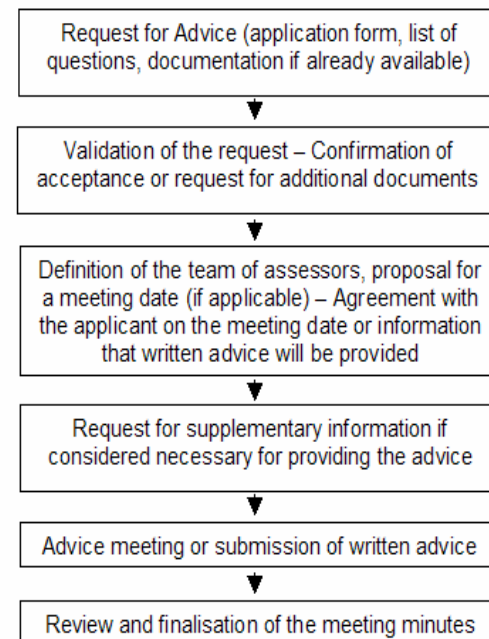 Request for Advice (application form, list of
questions, documentation if already available)
Validation of the request – Confirmation of
acceptance or request for additional documents
Definition of the team of assessors, proposal for
a meeting date (if applicable) – Agreement with
the applicant on the meeting date or information
that written advice will be provided
Request for supplementary information if
considered necessary for providing the advice
Advice meeting or submission of written advice
Review and finalisation of the meeting minutes